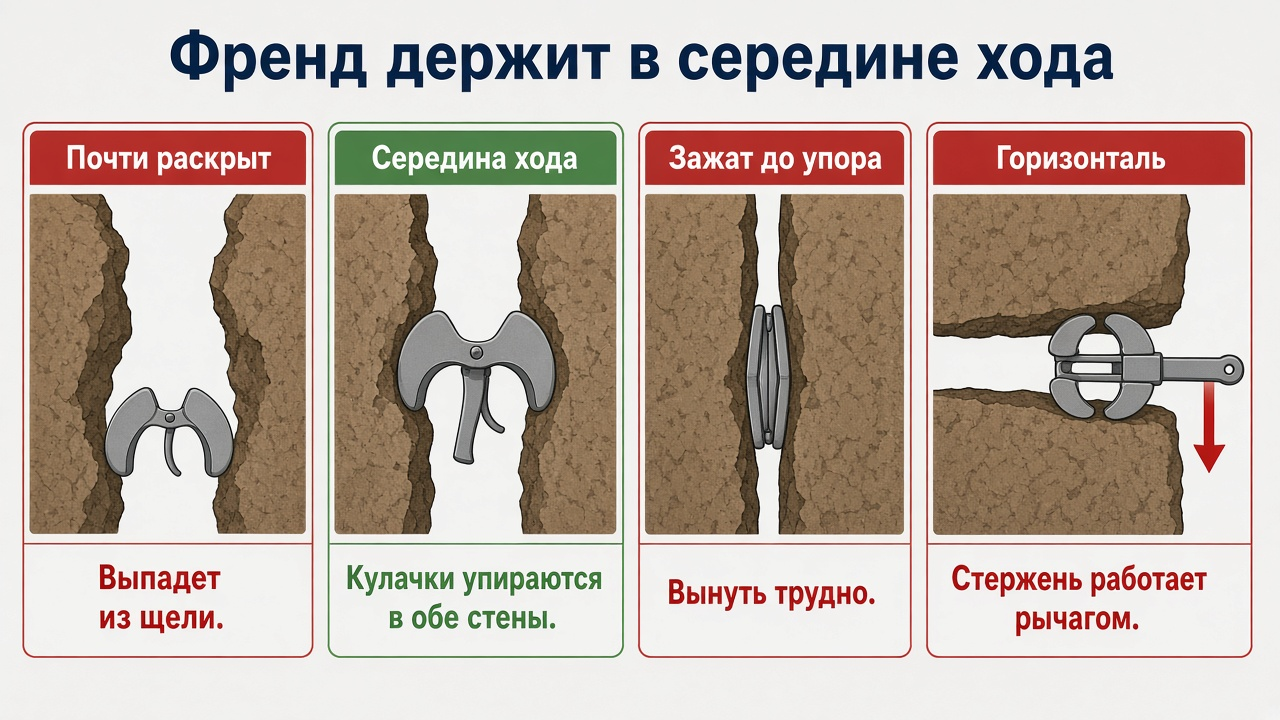 Френд держит в середине хода
Почти раскрыт
Выпадет
из щели.
Середина хода
Кулачки упираются
в обе стены.
Зажат до упора
Вынуть трудно.
Горизонталь
Стержень работает
рычагом.